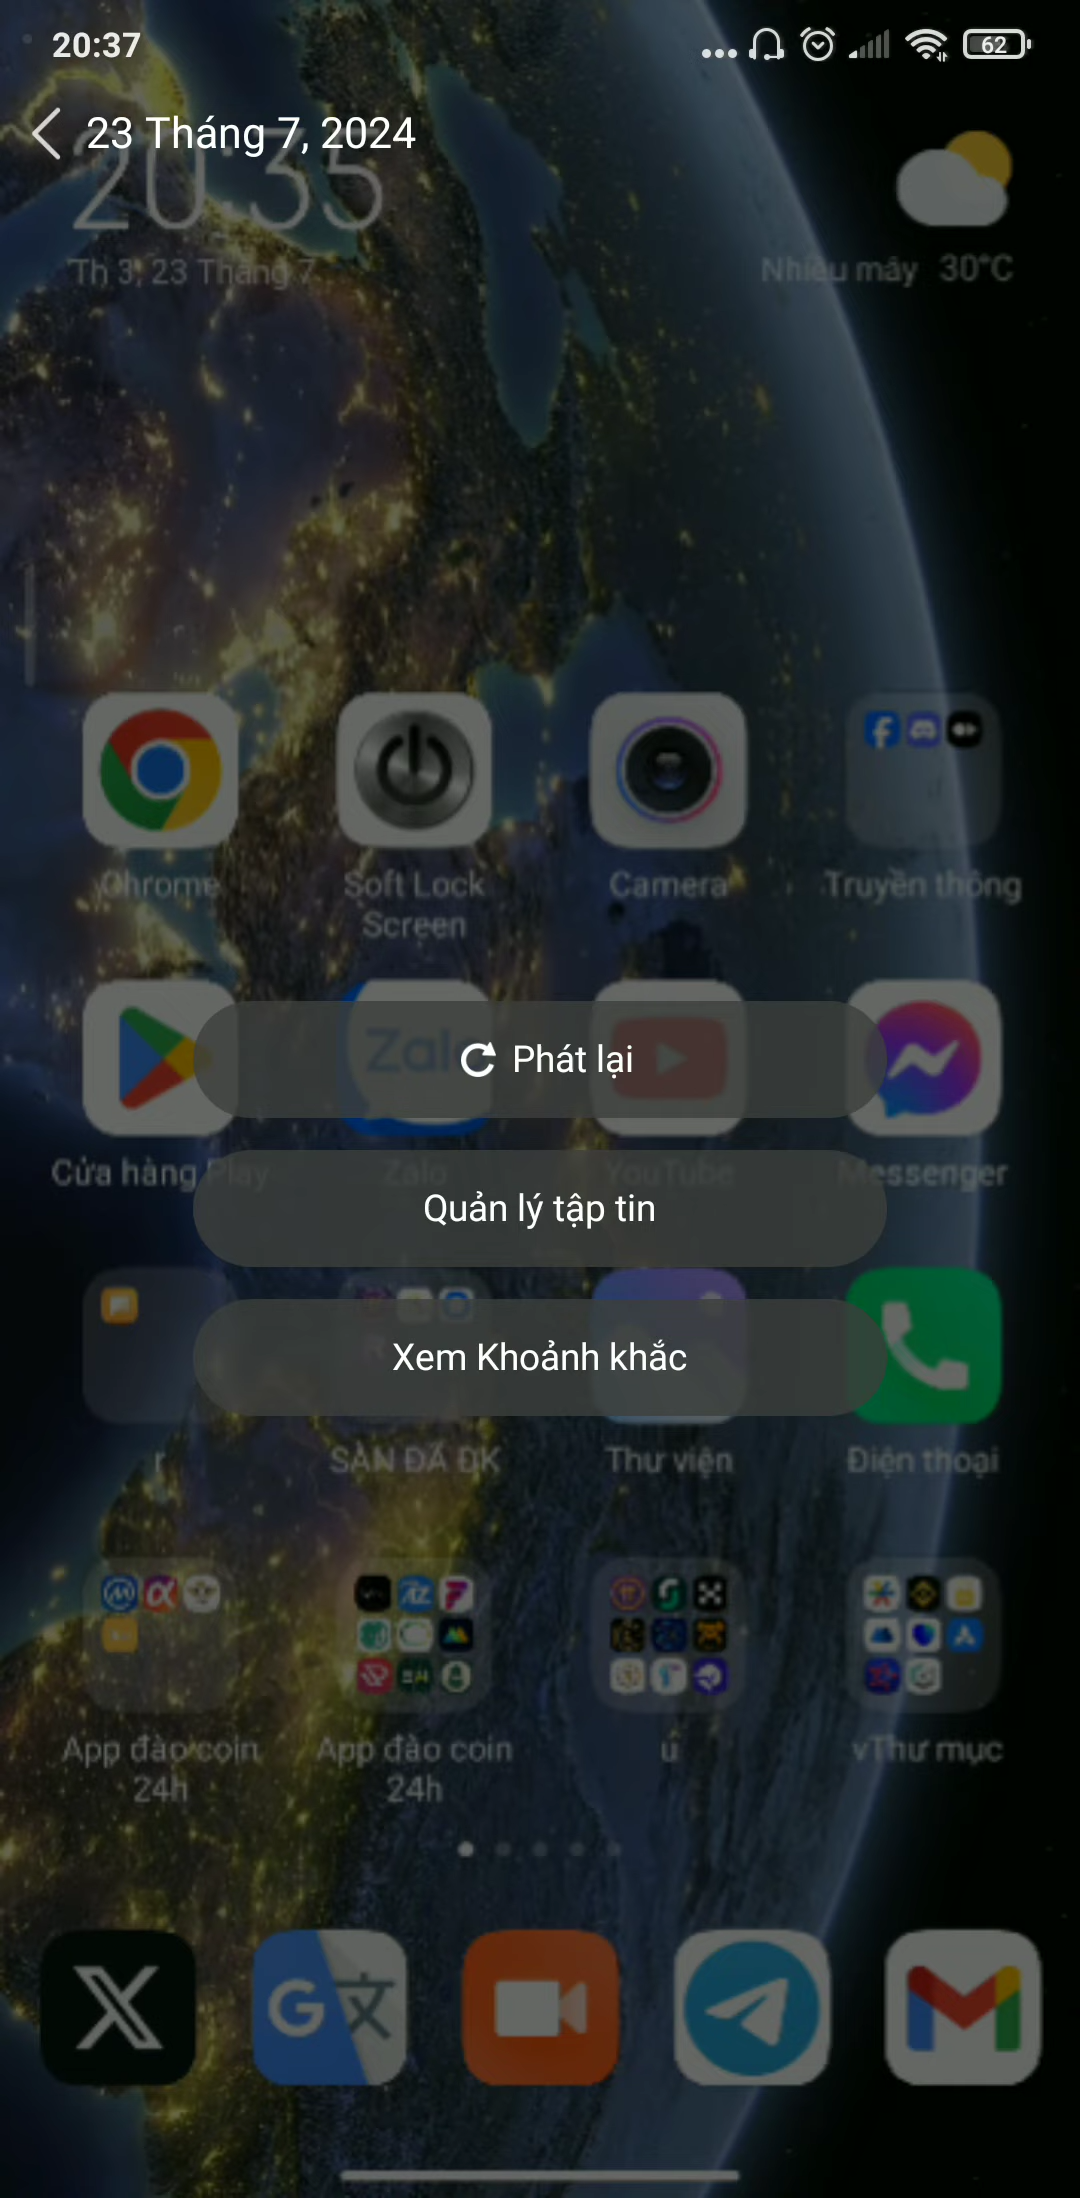 20:37
62
23 Tháng 7, 2024
20:35
Th 3, 23 Tháng 7
Nhiều mây 30°C
Chrome
Soft Lock
Screen
Camera
Truyền thông
Zalo
Phát lại
Cửa hàng Play
Zalo
YouTube
Messenger
Quản lý tập tin
Xem Khoảnh khắc
r
SÀN ĐÃ ĐK
Thư viện
Điện thoại
App đào coin
24h
App đào coin
24h
ú
vThư mục